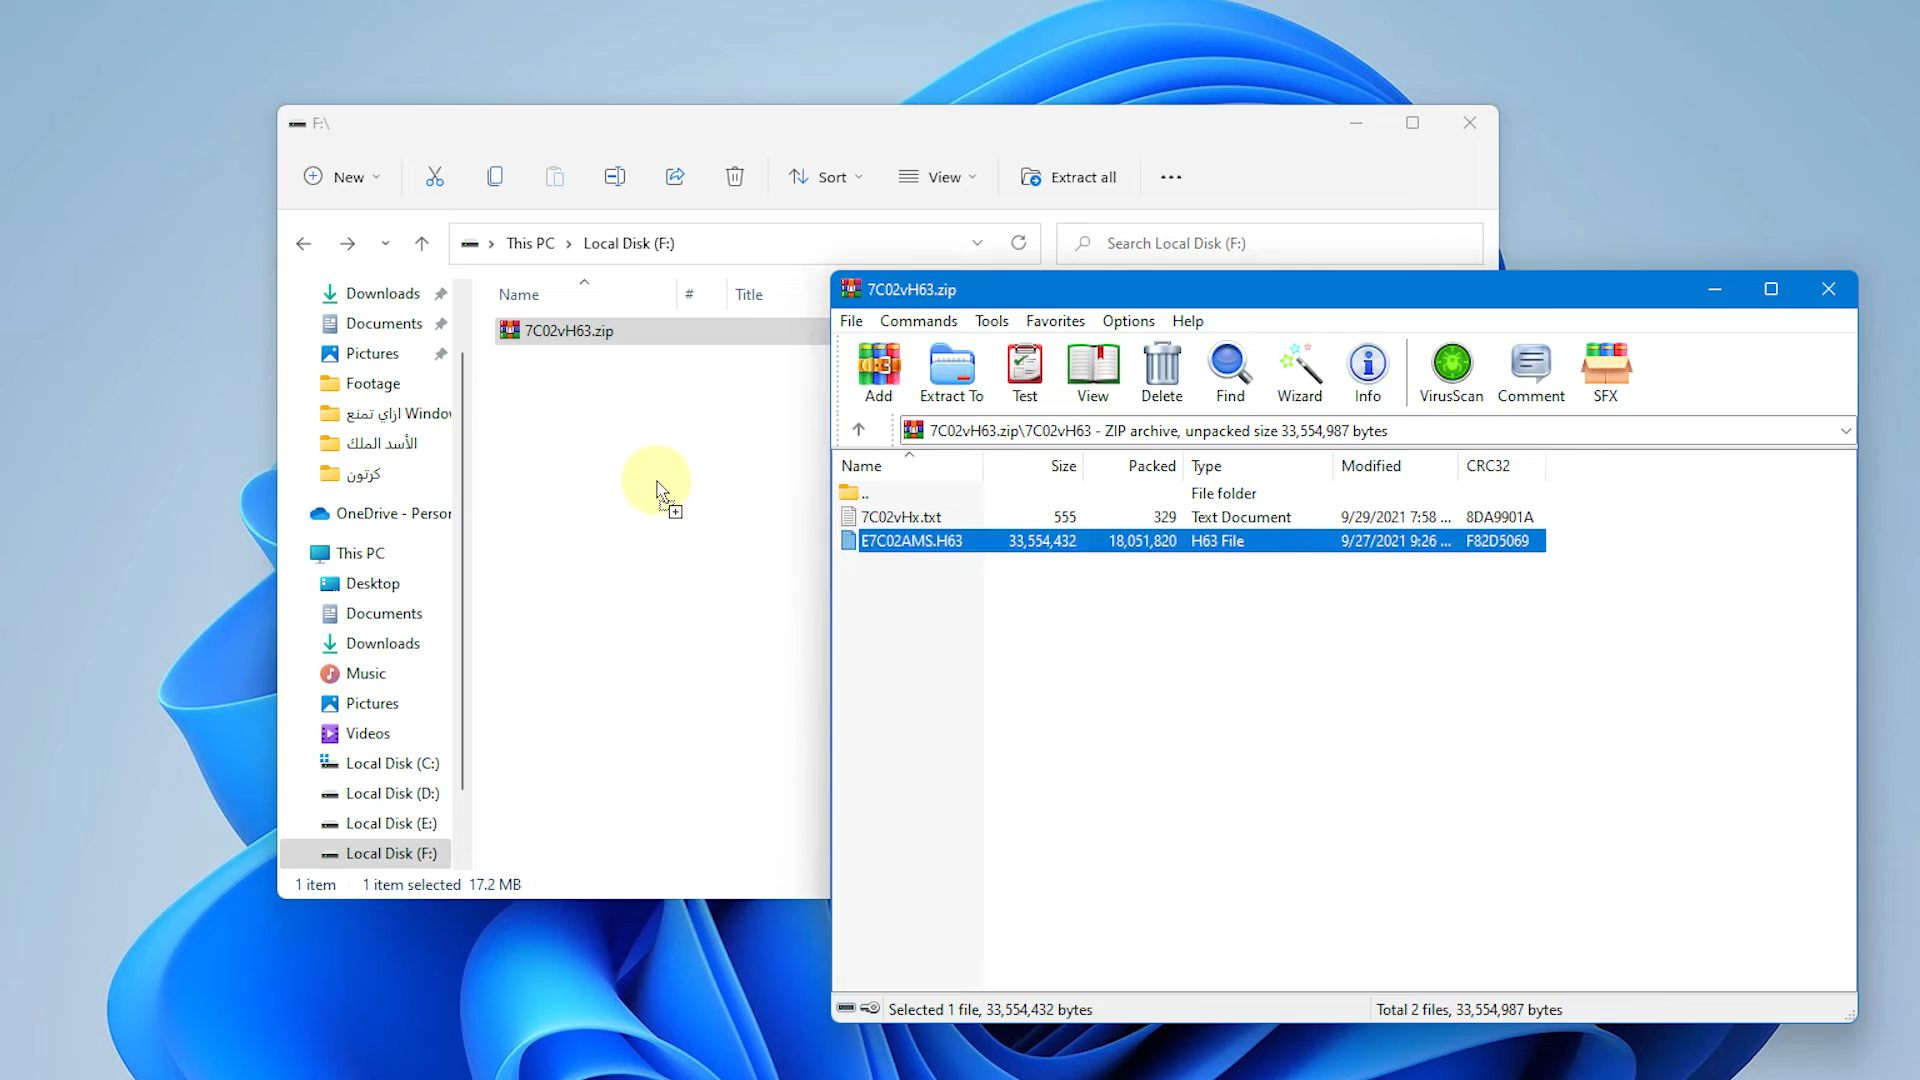 F:\
New
Sort
View
Extract all
This PC
Local Disk (F:)
Search Local Disk (F:)
Downloads
Documents
Pictures
Footage
ازاي تمنع Window
الأسد الملك
كرتون
OneDrive - Person
This PC
Desktop
Documents
Downloads
Music
Pictures
Videos
Local Disk (C:)
Local Disk (D:)
Local Disk (E:)
Local Disk (F:)
Name
#
Title
7C02vH63.zip
1 item
1 item selected 17.2 MB
7C02vH63.zip
File Commands Tools Favorites Options Help
Add
Extract To
Test
View
Delete
Find
Wizard
Info
VirusScan
Comment
SFX
7C02vH63.zip\7C02vH63 - ZIP archive, unpacked size 33,554,987 bytes
Name Size Packed Type Modified CRC32
.. File folder
7C02vHx.txt 555 329 Text Document 9/29/2021 7:58 ... 8DA9901A
E7C02AMS.H63 33,554,432 18,051,820 H63 File 9/27/2021 9:26 ... F82D5069
Selected 1 file, 33,554,432 bytes
Total 2 files, 33,554,987 bytes